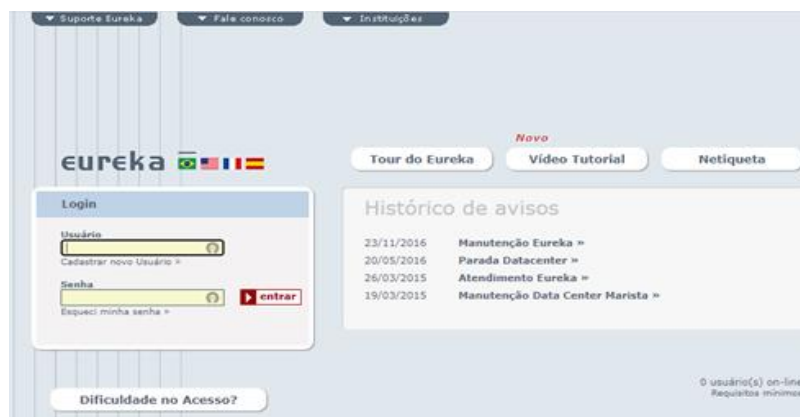 Suporte Eureka Fale conosco Instituições
Novo
eureka Tour do Eureka Vídeo Tutorial Netiqueta
Login
Histórico de avisos
Usuário
23/11/2016 Manutenção Eureka »
Cadastrar novo Usuário »
20/05/2016 Parada Datacenter »
26/03/2015 Atendimento Eureka »
Senha
19/03/2015 Manutenção Data Center Marista »
entrar
Esqueci minha senha »
0 usuário(s) on-line
Requisitos mínimos
Dificuldade no Acesso?